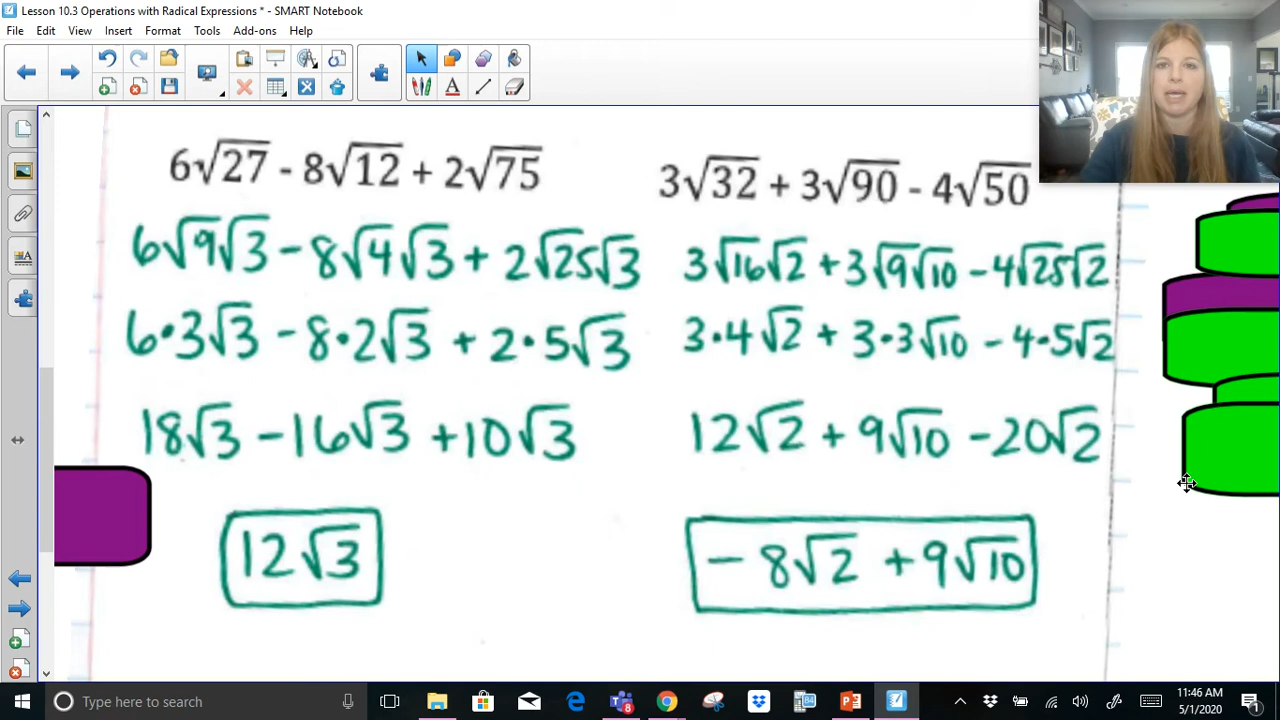 Lesson 10.3 Operations with Radical Expressions * - SMART Notebook
File Edit View Insert Format Tools Add-ons Help
6√27 - 8√12 + 2√75
6√9√3 - 8√4√3 + 2√25√3
6•3√3 - 8•2√3 + 2•5√3
18√3 - 16√3 + 10√3
12√3
3√32 + 3√90 - 4√50
3√16√2 + 3√9√10 - 4√25√2
3•4√2 + 3•3√10 - 4•5√2
12√2 + 9√10 - 20√2
-8√2 + 9√10
Type here to search
8
11:46 AM
5/1/2020
1